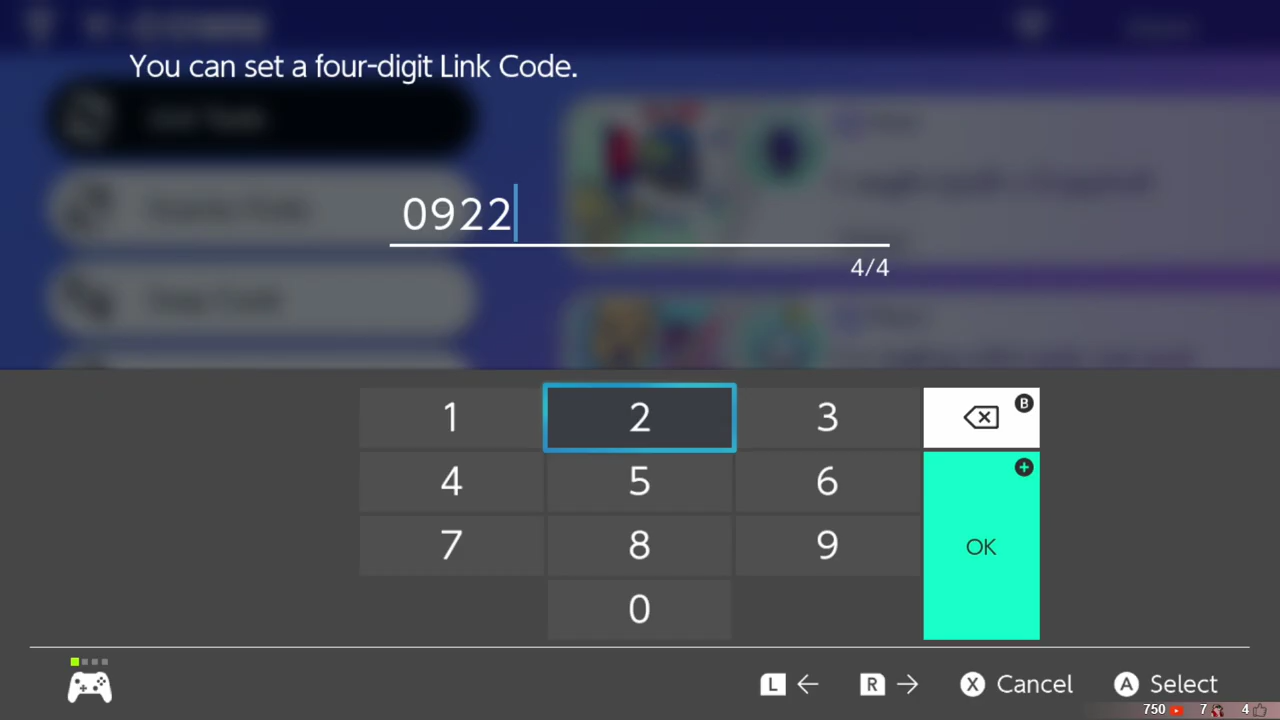 You can set a four-digit Link Code.
0922
4/4
1 2 3 B
4 5 6 +
7 8 9 OK
0
L ← R → X Cancel A Select
750 7 4